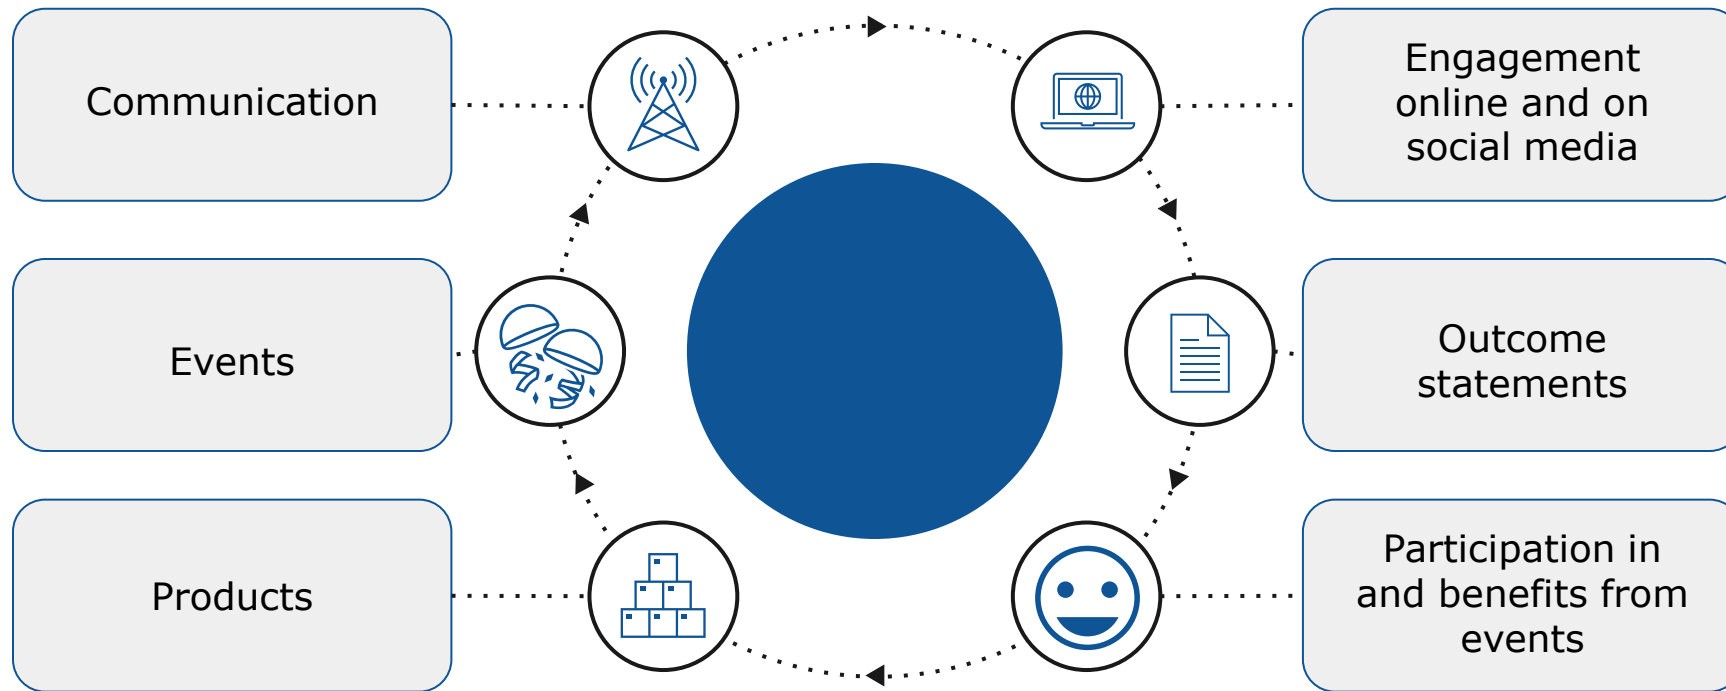 Communication
Engagement
online and on
social media
Events
Outcome
statements
Products
Participation in
and benefits from
events